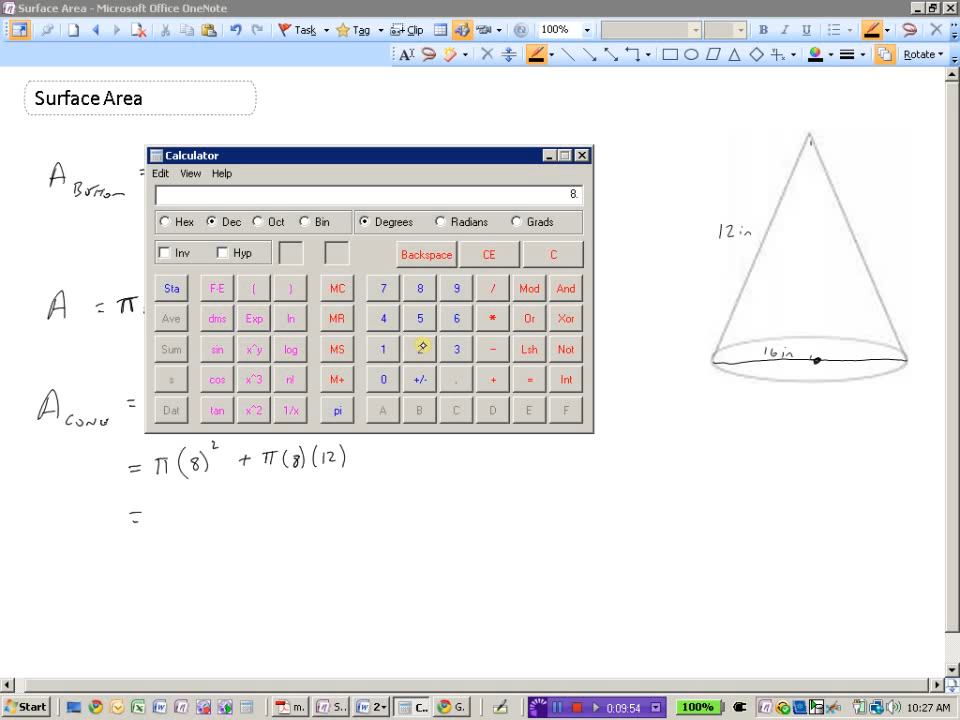 Surface Area - Microsoft Office OneNote
Task Tag Clip 100% B I U
Rotate
Surface Area
A Bottom =
Calculator
Edit View Help
8.
Hex Dec Oct Bin Degrees Radians Grads
Inv Hyp Backspace CE C
Sta F-E ( ) MC 7 8 9 / Mod And
Ave dms Exp ln MR 4 5 6 * Or Xor
Sum sin x^y log MS 1 2 3 - Lsh Not
s cos x^3 n! M+ 0 +/- . + = Int
Dat tan x^2 1/x pi A B C D E F
12 in
16 in
A = π
A cone =
= π(8)² + π(8)(12)
=
Start m. S.. 2 C.. G. 0:09:54 100% 10:27 AM